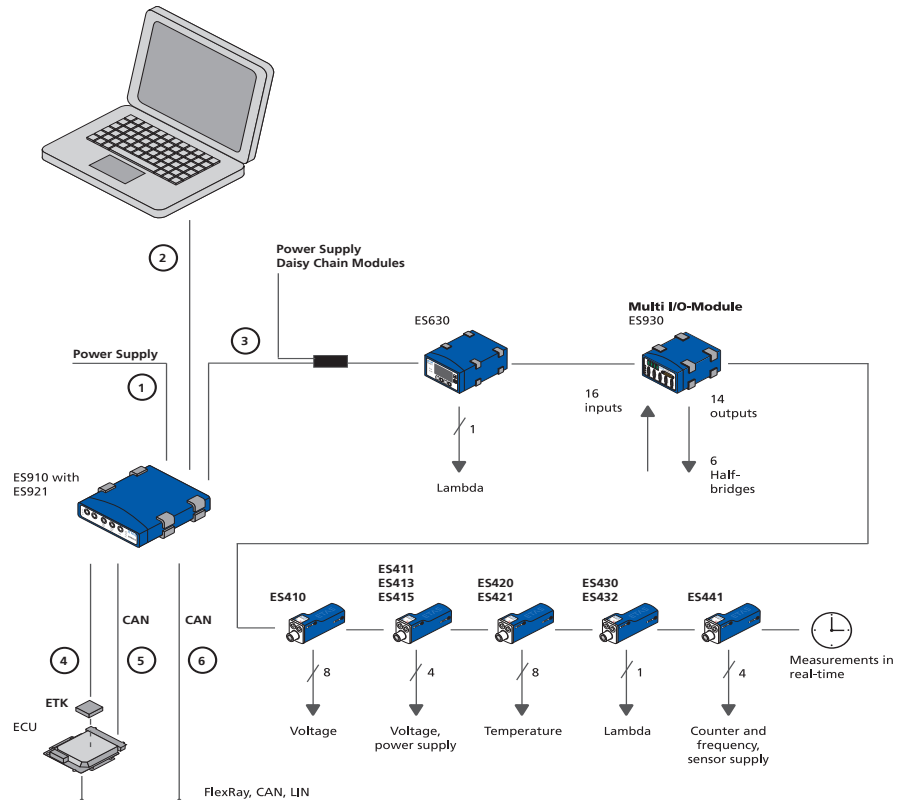 2
Power Supply
Daisy Chain Modules
Multi I/O-Module
ES930
ES630
3
Power Supply
1
16
inputs
14
outputs
1
Lambda
6
Half-
bridges
ES910 with
ES921
ES410
ES411
ES413
ES415
ES420
ES421
ES430
ES432
ES441
CAN
CAN
4
5
6
Measurements in
real-time
8
4
8
1
4
ETK
ECU
Voltage
Voltage,
power supply
Temperature
Lambda
Counter and
frequency,
sensor supply
FlexRay, CAN, LIN